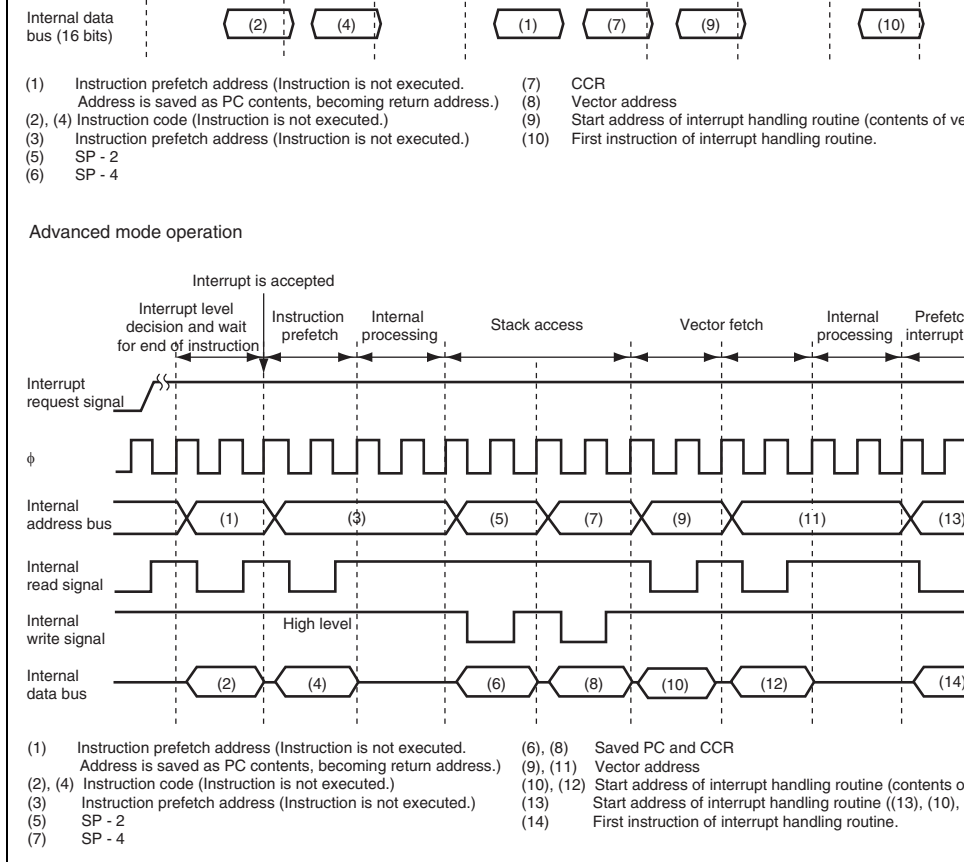 Internal data
bus (16 bits)
(2) (4) (1) (7) (9) (10)
(1) Instruction prefetch address (Instruction is not executed.
Address is saved as PC contents, becoming return address.)
(2), (4) Instruction code (Instruction is not executed.)
(3) Instruction prefetch address (Instruction is not executed.)
(5) SP - 2
(6) SP - 4
(7) CCR
(8) Vector address
(9) Start address of interrupt handling routine (contents of
(10) First instruction of interrupt handling routine.
Advanced mode operation
Interrupt is accepted
Interrupt level
decision and wait
for end of instruction
Instruction
prefetch
Internal
processing
Stack access
Vector fetch
Internal
processing
interrupt
Interrupt
request signal
φ
Internal
address bus
(1) (3) (5) (7) (9) (11) (13)
Internal
read signal
Internal
write signal
High level
Internal
data bus
(2) (4) (6) (8) (10) (12) (14)
(1) Instruction prefetch address (Instruction is not executed.
Address is saved as PC contents, becoming return address.)
(2), (4) Instruction code (Instruction is not executed.)
(3) Instruction prefetch address (Instruction is not executed.)
(5) SP - 2
(7) SP - 4
(6), (8) Saved PC and CCR
(9), (11) Vector address
(10), (12) Start address of interrupt handling routine (contents
(13) Start address of interrupt handling routine ((13), (10),
(14) First instruction of interrupt handling routine.